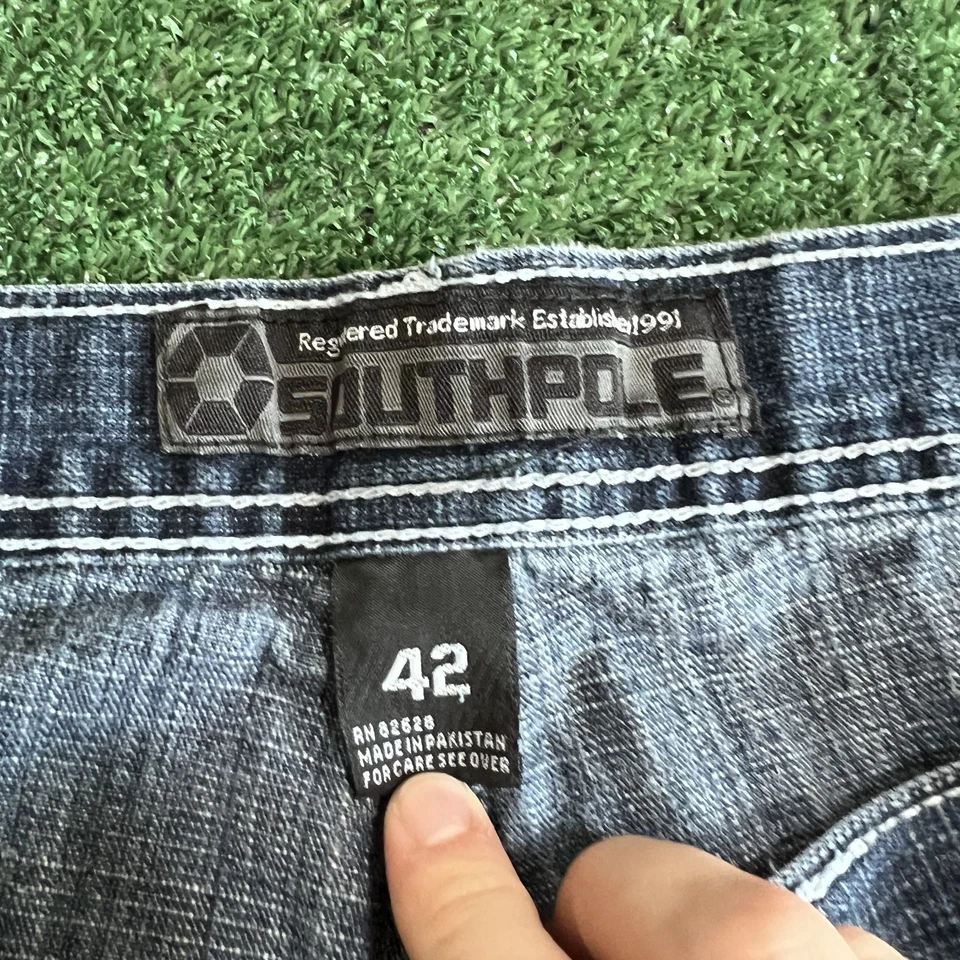 Registered Trademark Established 1991
SOUTHPOLE®
42
RN 82628
MADE IN PAKISTAN
FOR CARE SEE OVER